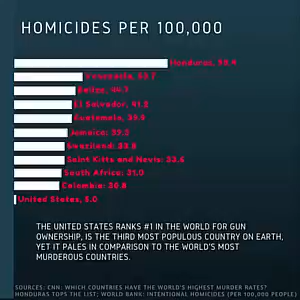 HOMICIDES PER 100,000
Honduras, 90.4
Venezuela, 53.7
Belize, 44.7
El Salvador, 41.2
Guatemala, 39.9
Jamaica, 39.3
Swaziland, 33.8
Saint Kitts and Nevis, 33.6
South Africa, 31.0
Colombia, 30.8
United States, 5.0
THE UNITED STATES RANKS #1 IN THE WORLD FOR GUN
OWNERSHIP, IS THE THIRD MOST POPULOUS COUNTRY ON EARTH,
YET IT PALES IN COMPARISON TO THE WORLD'S MOST
MURDEROUS COUNTRIES.
SOURCES: CNN: WHICH COUNTRIES HAVE THE WORLD'S HIGHEST MURDER RATES?
HONDURAS TOPS THE LIST; WORLD BANK: INTENTIONAL HOMICIDES (PER 100,000 PEOPLE)